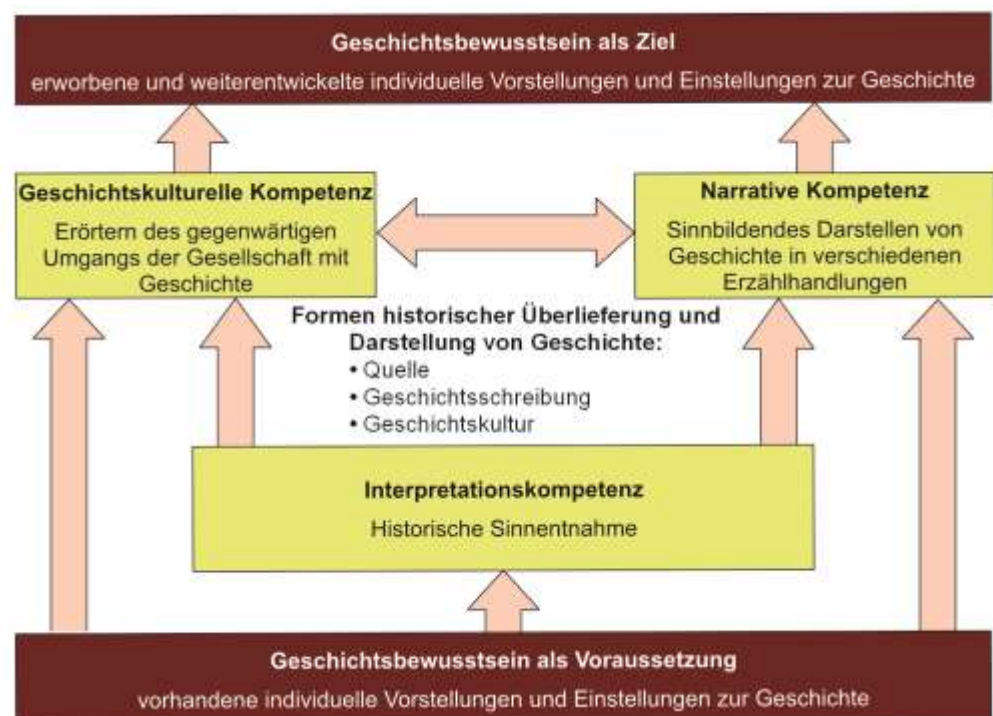 Geschichtsbewusstsein als Ziel
erworbene und weiterentwickelte individuelle Vorstellungen und Einstellungen zur Geschichte
Geschichtskulturelle Kompetenz
Erörtern des gegenwärtigen
Umgangs der Gesellschaft mit
Geschichte
Narrative Kompetenz
Sinnbildendes Darstellen von
Geschichte in verschiedenen
Erzählhandlungen
Formen historischer Überlieferung und
Darstellung von Geschichte:
• Quelle
• Geschichtsschreibung
• Geschichtskultur
Interpretationskompetenz
Historische Sinnentnahme
Geschichtsbewusstsein als Voraussetzung
vorhandene individuelle Vorstellungen und Einstellungen zur Geschichte